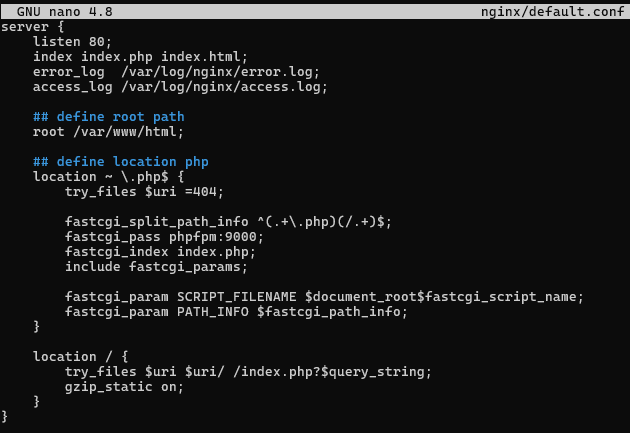 GNU nano 4.8 nginx/default.conf
server {
    listen 80;
    index index.php index.html;
    error_log  /var/log/nginx/error.log;
    access_log /var/log/nginx/access.log;

    ## define root path
    root /var/www/html;

    ## define location php
    location ~ \.php$ {
        try_files $uri =404;

        fastcgi_split_path_info ^(.+\.php)(/.+)$;
        fastcgi_pass phpfpm:9000;
        fastcgi_index index.php;
        include fastcgi_params;

        fastcgi_param SCRIPT_FILENAME $document_root$fastcgi_script_name;
        fastcgi_param PATH_INFO $fastcgi_path_info;
    }

    location / {
        try_files $uri $uri/ /index.php?$query_string;
        gzip_static on;
    }
}